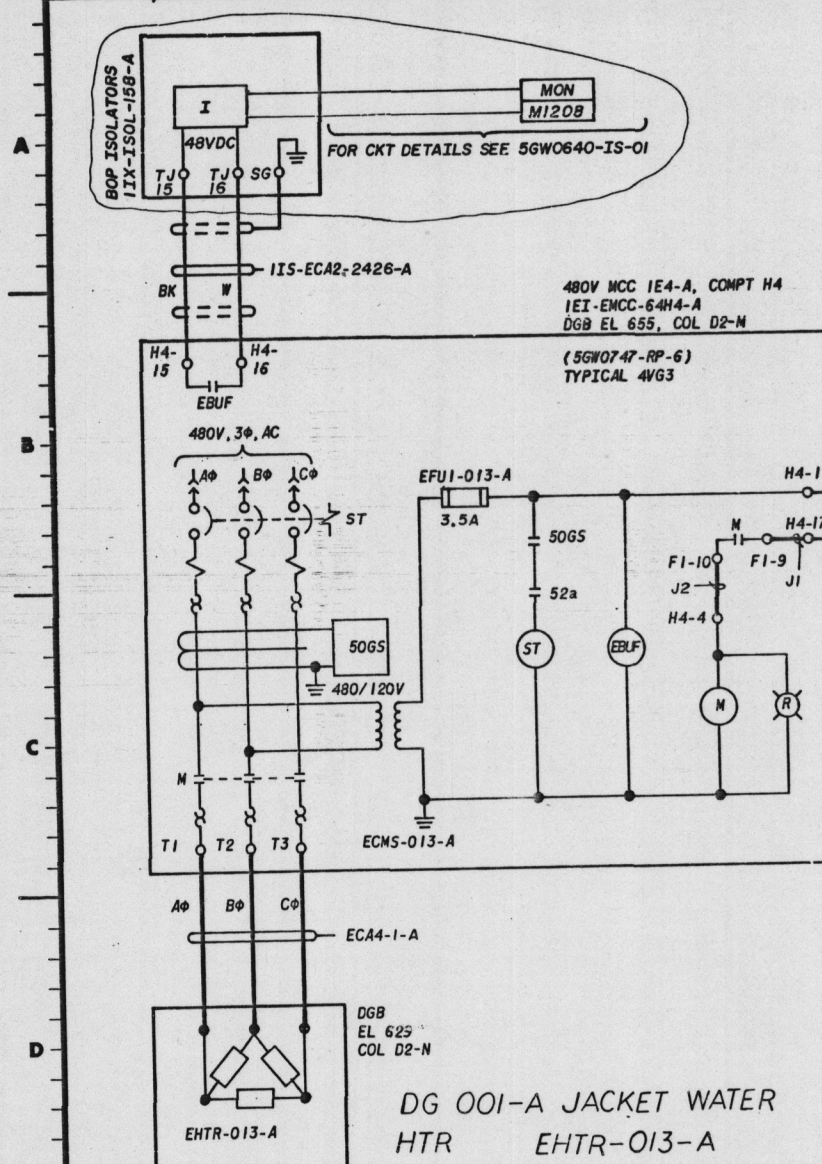 BOP ISOLATORS
1IX-ISOL-158-A
I
48VDC
MON
M1208
FOR CKT DETAILS SEE 5GW0640-IS-01
TJ
15
TJ
16
SG
A
1IS-ECA2-2426-A
BK
W
480V MCC 1E4-A, COMPT H4
1EI-EMCC-64H4-A
DGB EL 655, COL D2-M
(5GW0747-RP-6)
TYPICAL 4VG3
H4-
15
H4-
16
EBUF
480V,3Φ,AC
B
AΦ
BΦ
CΦ
ST
EFU1-013-A
3.5A
H4-1
50GS
M
H4-17
F1-10
F1-9
J2
J1
52a
H4-4
50GS
ST
EBUF
480/120V
M
R
C
M
T1
T2
T3
ECMS-013-A
AΦ
BΦ
CΦ
ECA4-1-A
DGB
EL 629
COL D2-N
D
EHTR-013-A
DG 001-A JACKET WATER
HTR EHTR-013-A